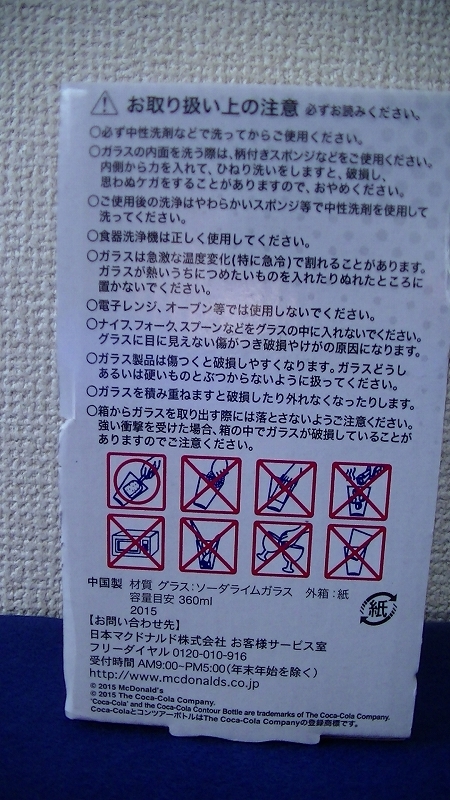 お取り扱い上の注意 必ずお読みください。
○必ず中性洗剤などで洗ってからご使用ください。
○ガラスの内面を洗う際は、柄付きスポンジなどをご使用ください。
内側から力を入れて、ひねり洗いをしますと、破損し、
思わぬケガをすることがありますので、おやめください。
○ご使用後の洗浄はやわらかいスポンジ等で中性洗剤を使用して
洗ってください。
○食器洗浄機は正しく使用してください。
○ガラスは急激な温度変化(特に急冷)で割れることがあります。
ガラスが熱いうちにつめたいものを入れたりぬれたところに
置かないでください。
○電子レンジ、オーブン等では使用しないでください。
○ナイフ、フォーク、スプーンなどをグラスの中に入れないでください。
グラスに目に見えない傷がつき破損やけがの原因になります。
○ガラス製品は傷つくと破損しやすくなります。ガラスどうし
あるいは硬いものとぶつからないように扱ってください。
○ガラスを積み重ねますと破損したり外れなくなったりします。
○箱からガラスを取り出す際には落とさないようご注意ください。
強い衝撃を受けた場合、箱の中でガラスが破損していることが
ありますのでご注意ください。
中国製 材質 グラス:ソーダライムガラス 外箱:紙
容量目安 360ml
2015
紙
【お問い合わせ先】
日本マクドナルド株式会社 お客様サービス室
フリーダイヤル 0120-010-916
受付時間 AM9:00~PM5:00(年末年始を除く)
http://www.mcdonalds.co.jp
© 2015 McDonald's
© 2015 The Coca-Cola Company.
'Coca-Cola' and the Coca-Cola Contour Bottle are trademarks of The Coca-Cola Company.
Coca-ColaとコンツアーボトルはThe Coca-Cola Companyの登録商標です。